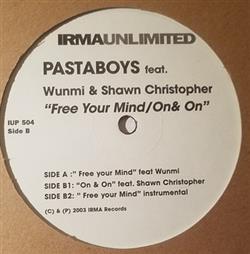 IRMAUNLIMITED
PASTABOYS feat.
Wunmi & Shawn Christopher
"Free Your Mind/On& On"
IUP 504
Side B
SIDE A :" Free your Mind" feat Wunmi
SIDE B1: "On & On" feat. Shawn Christopher
SIDE B2: " Free your Mind" instrumental
(C) & (P) 2003 IRMA Records